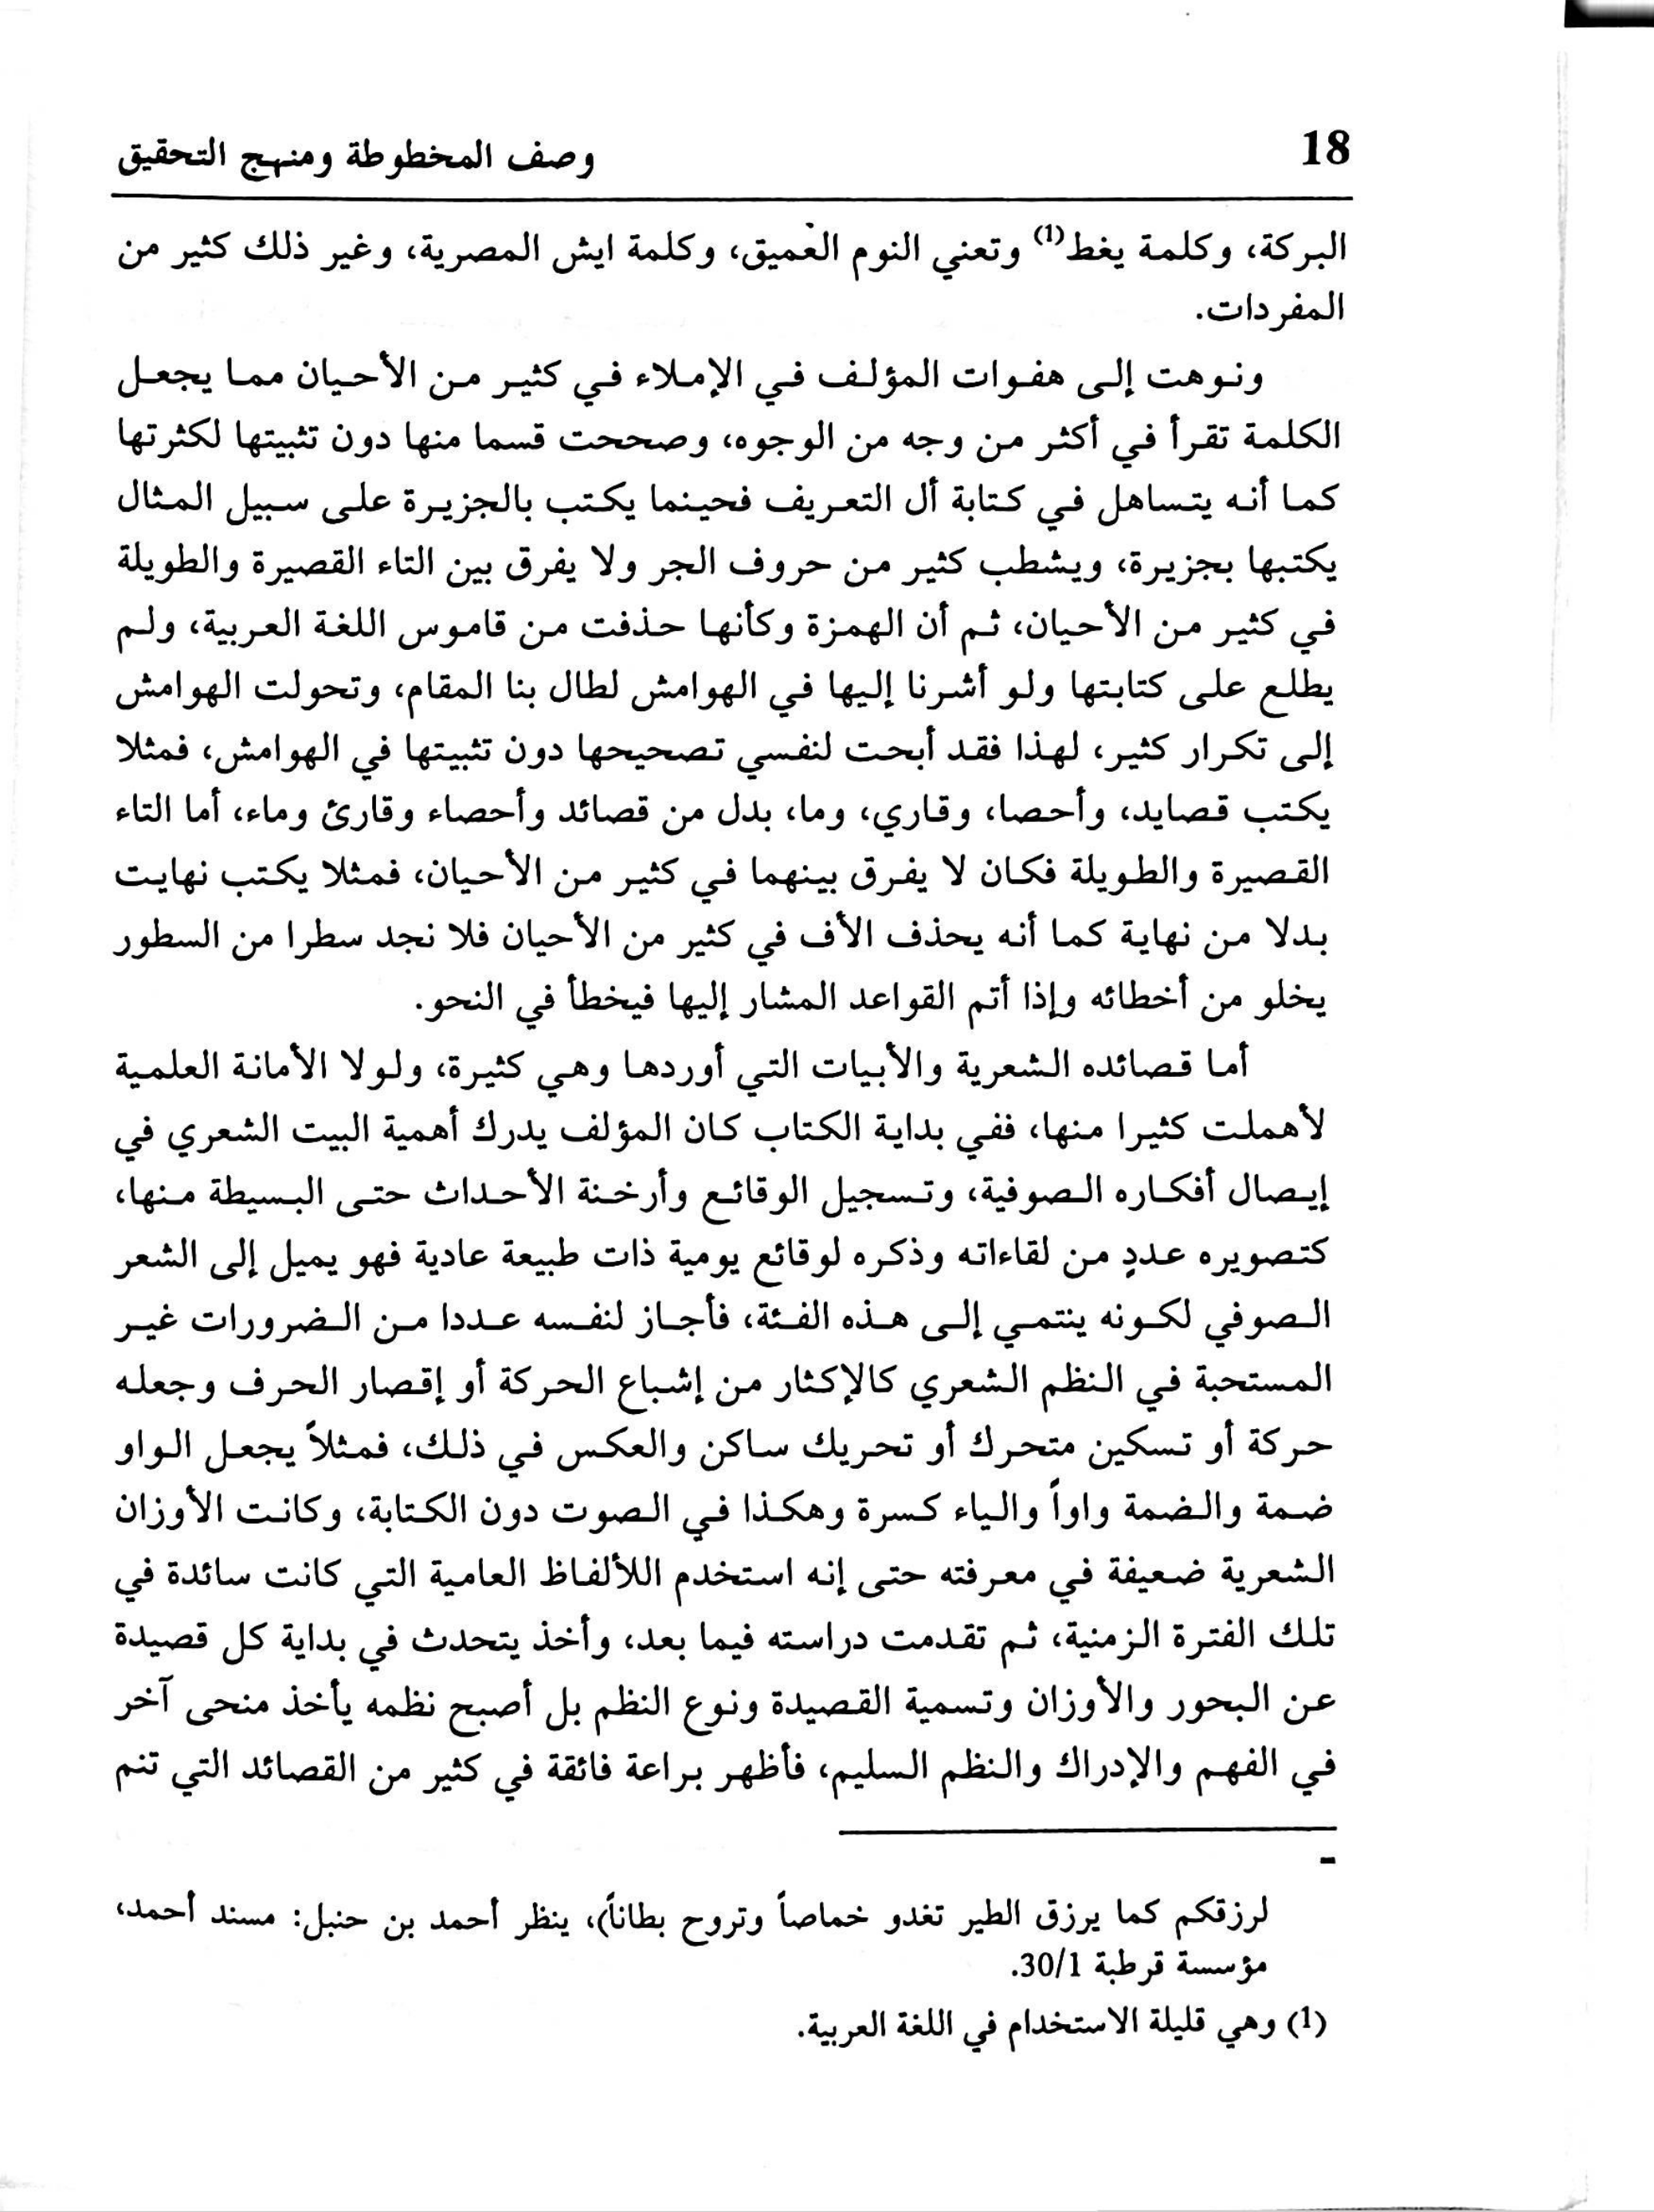 18
وصف المخطوطة ومنهج التحقيق
البركة، وكلمة يغط(1) وتعني النوم العميق، وكلمة ايش المصرية، وغير ذلك كثير من
المفردات.
ونوهت إلى هفوات المؤلف في الإملاء في كثير من الأحيان مما يجعل
الكلمة تقرأ في أكثر من وجه من الوجوه، وصححت قسما منها دون تثبيتها لكثرتها
كما أنه يتساهل في كتابة أل التعريف فحينما يكتب بالجزيرة على سبيل المثال
يكتبها بجزيرة، ويشطب كثير من حروف الجر ولا يفرق بين التاء القصيرة والطويلة
في كثير من الأحيان، ثم أن الهمزة وكأنها حذفت من قاموس اللغة العربية، ولم
يطلع على كتابتها ولو أشرنا إليها في الهوامش لطال بنا المقام، وتحولت الهوامش
إلى تكرار كثير، لهذا فقد أبحت لنفسي تصحيحها دون تثبيتها في الهوامش، فمثلا
يكتب قصايد، وأحصا، وقاري، وما، بدل من قصائد وأحصاء وقارئ وماء، أما التاء
القصيرة والطويلة فكان لا يفرق بينهما في كثير من الأحيان، فمثلا يكتب نهايت
بدلا من نهاية كما أنه يحذف الأف في كثير من الأحيان فلا نجد سطرا من السطور
يخلو من أخطائه وإذا أتم القواعد المشار إليها فيخطأ في النحو.
أما قصائده الشعرية والأبيات التي أوردها وهي كثيرة، ولولا الأمانة العلمية
لأهملت كثيرا منها، ففي بداية الكتاب كان المؤلف يدرك أهمية البيت الشعري في
إيصال أفكاره الصوفية، وتسجيل الوقائع وأرخنة الأحداث حتى البسيطة منها،
كتصويره عددٍ من لقاءاته وذكره لوقائع يومية ذات طبيعة عادية فهو يميل إلى الشعر
الصوفي لكونه ينتمي إلى هذه الفئة، فأجاز لنفسه عددا من الضرورات غير
المستحبة في النظم الشعري كالإكثار من إشباع الحركة أو إقصار الحرف وجعله
حركة أو تسكين متحرك أو تحريك ساكن والعكس في ذلك، فمثلاً يجعل الواو
ضمة والضمة واواً والياء كسرة وهكذا في الصوت دون الكتابة، وكانت الأوزان
الشعرية ضعيفة في معرفته حتى إنه استخدم اللألفاظ العامية التي كانت سائدة في
تلك الفترة الزمنية، ثم تقدمت دراسته فيما بعد، وأخذ يتحدث في بداية كل قصيدة
عن البحور والأوزان وتسمية القصيدة ونوع النظم بل أصبح نظمه يأخذ منحى آخر
في الفهم والإدراك والنظم السليم، فأظهر براعة فائقة في كثير من القصائد التي تنم
-
لرزقكم كما يرزق الطير تغدو خماصاً وتروح بطاناً)، ينظر أحمد بن حنبل: مسند أحمد،
مؤسسة قرطبة 30/1.
(1) وهي قليلة الاستخدام في اللغة العربية.